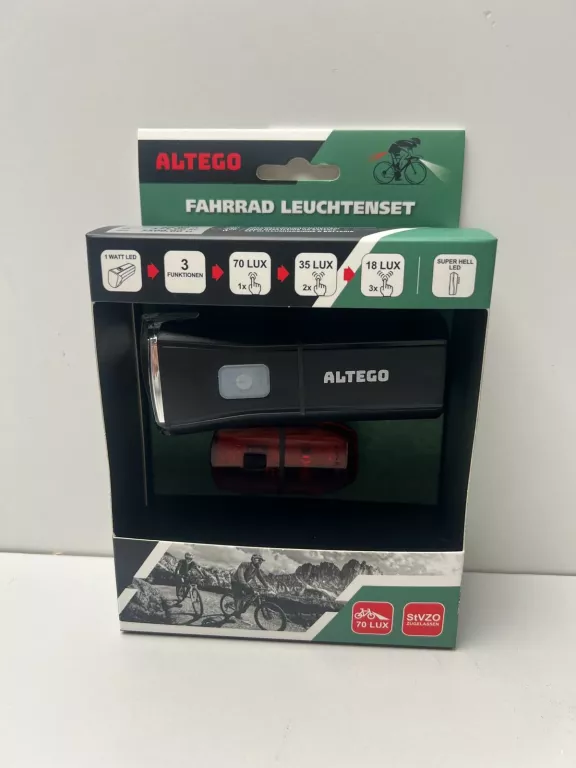 ALTEGO
FAHRRAD LEUCHTENSET
1 WATT LED
3
FUNKTIONEN
70 LUX
1x
35 LUX
2x
18 LUX
3x
SUPER HELL
LED
ALTEGO
70 LUX
StVZO
ZUGELASSEN